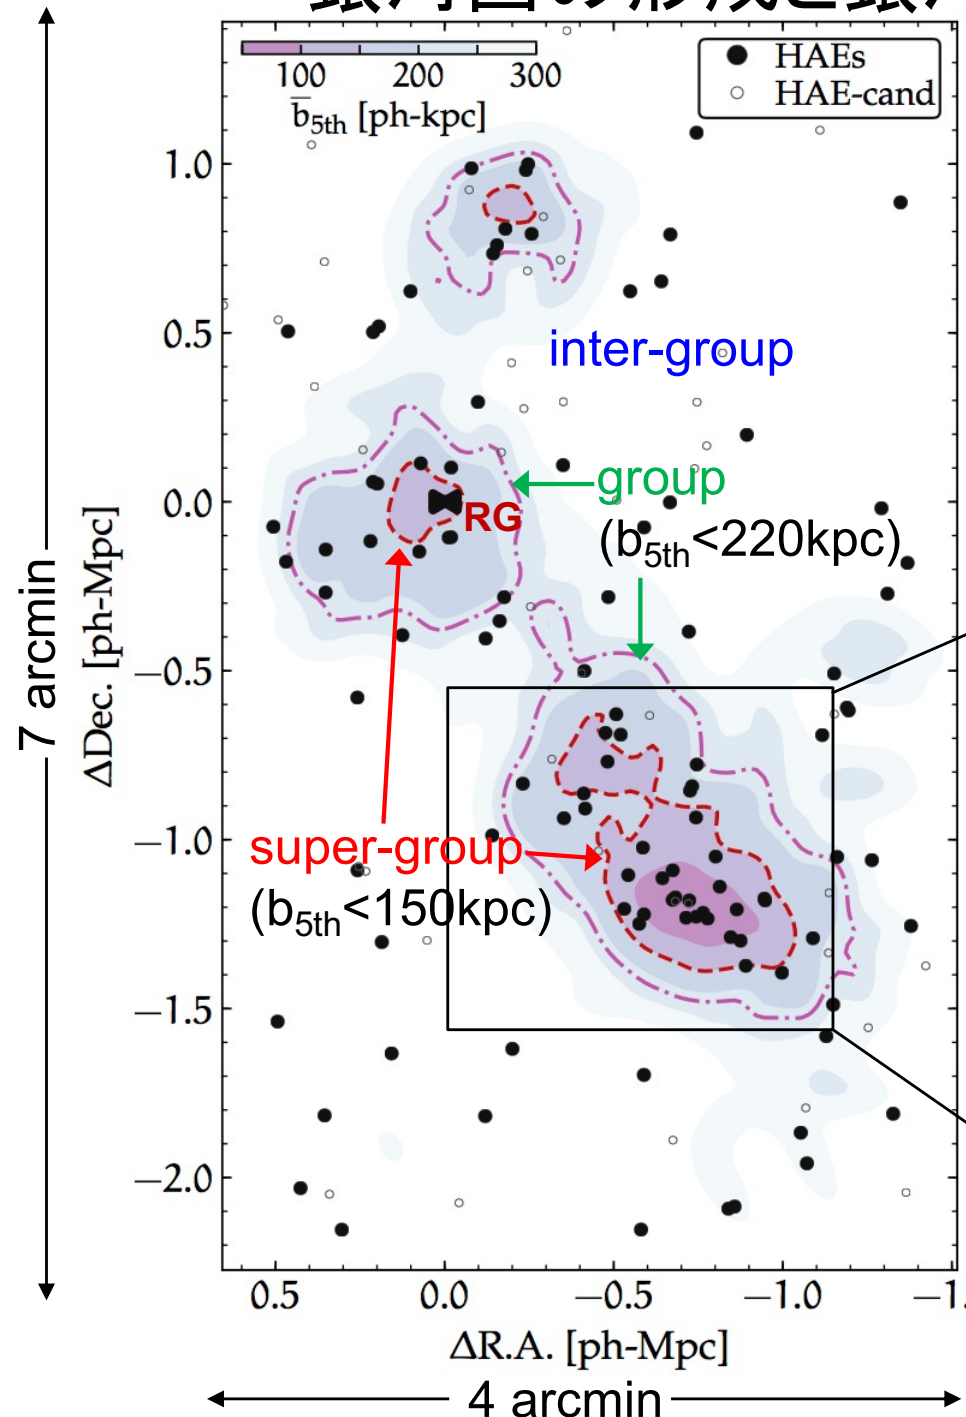 HAEs
HAE-cand
100 200 300
b̅5th [ph-kpc]
1.0
0.5
0.0
−0.5
−1.0
−1.5
−2.0
inter-group
group
(b5th<220kpc)
RG
super-group
(b5th<150kpc)
7 arcmin
ΔDec. [ph-Mpc]
0.5 0.0 −0.5 −1.0
ΔR.A. [ph-Mpc]
4 arcmin